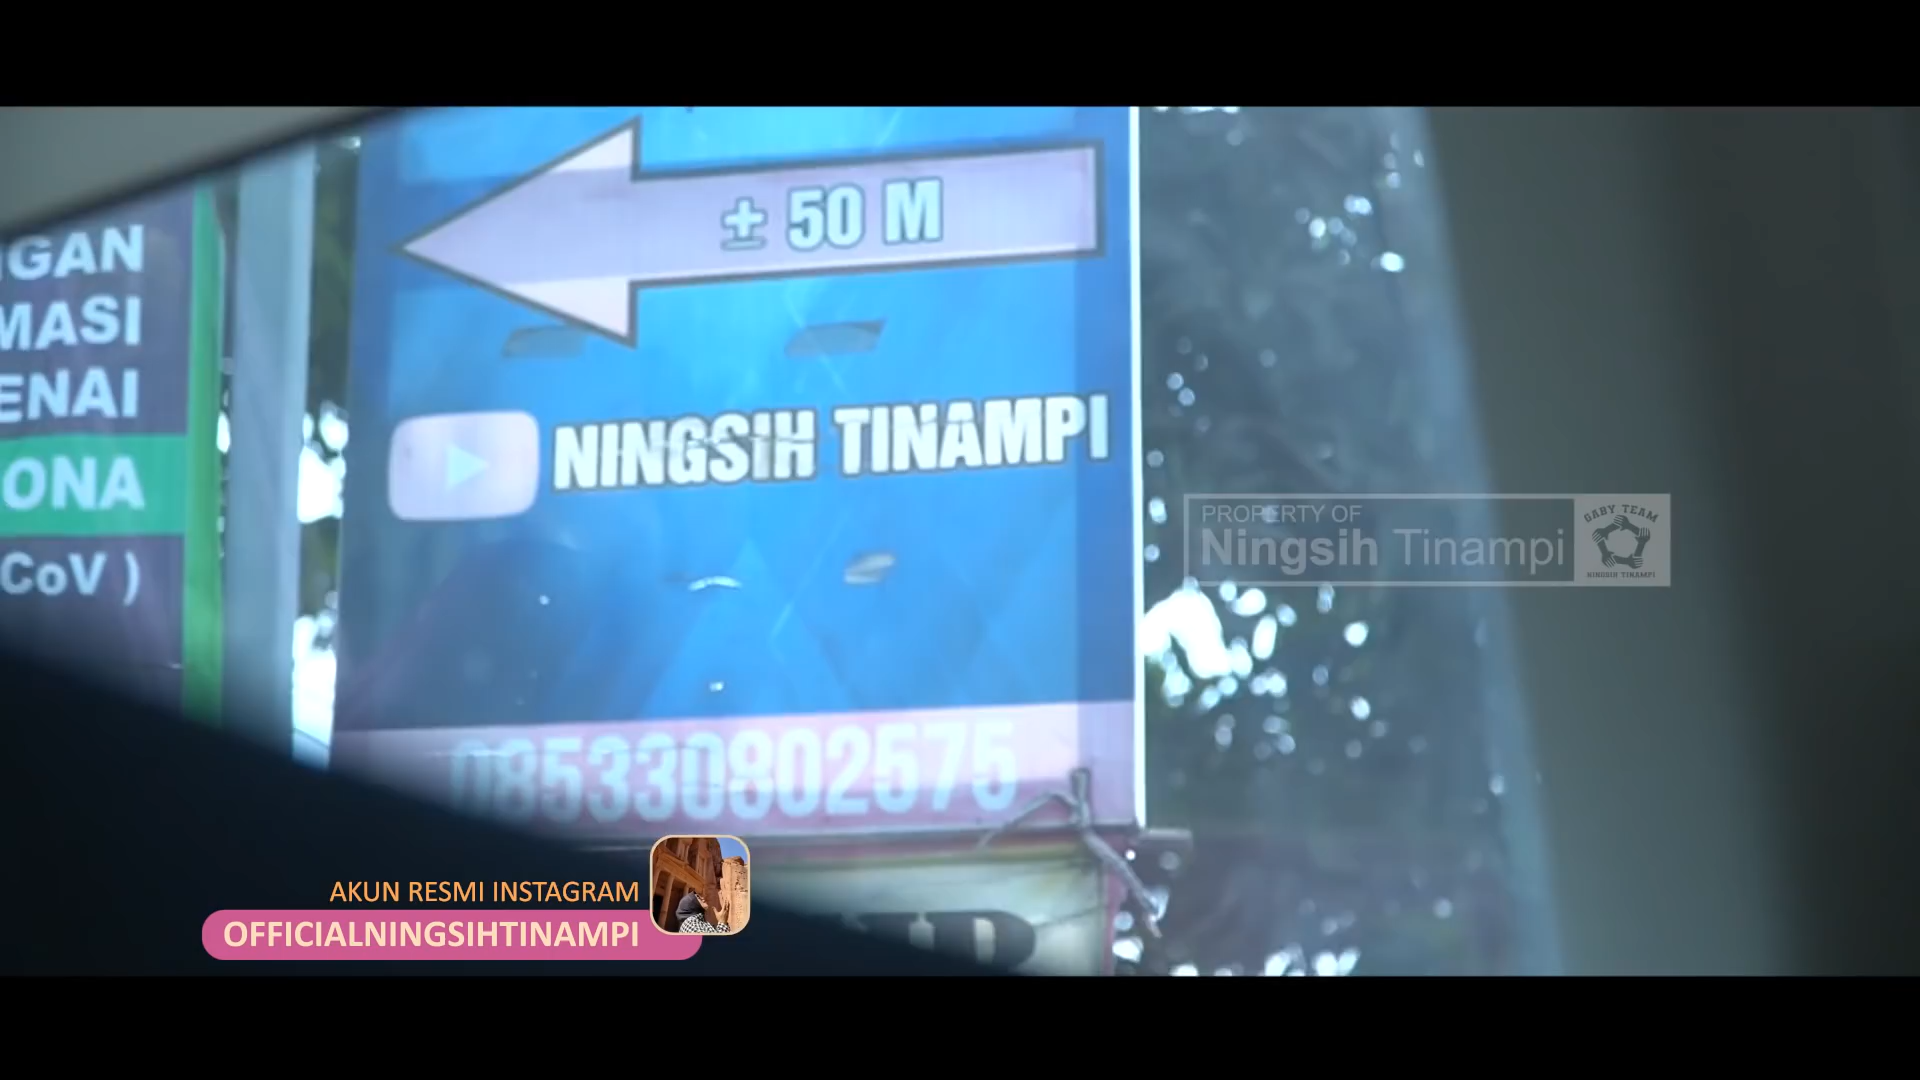 ± 50 M
NGAN
MASI
ENAI
ONA
CoV )
NINGSIH TINAMPI
085330802575
PROPERTY OF
Ningsih Tinampi
GABY TEAM
NINGSIH TINAMPI
AKUN RESMI INSTAGRAM
OFFICIALNINGSIHTINAMPI